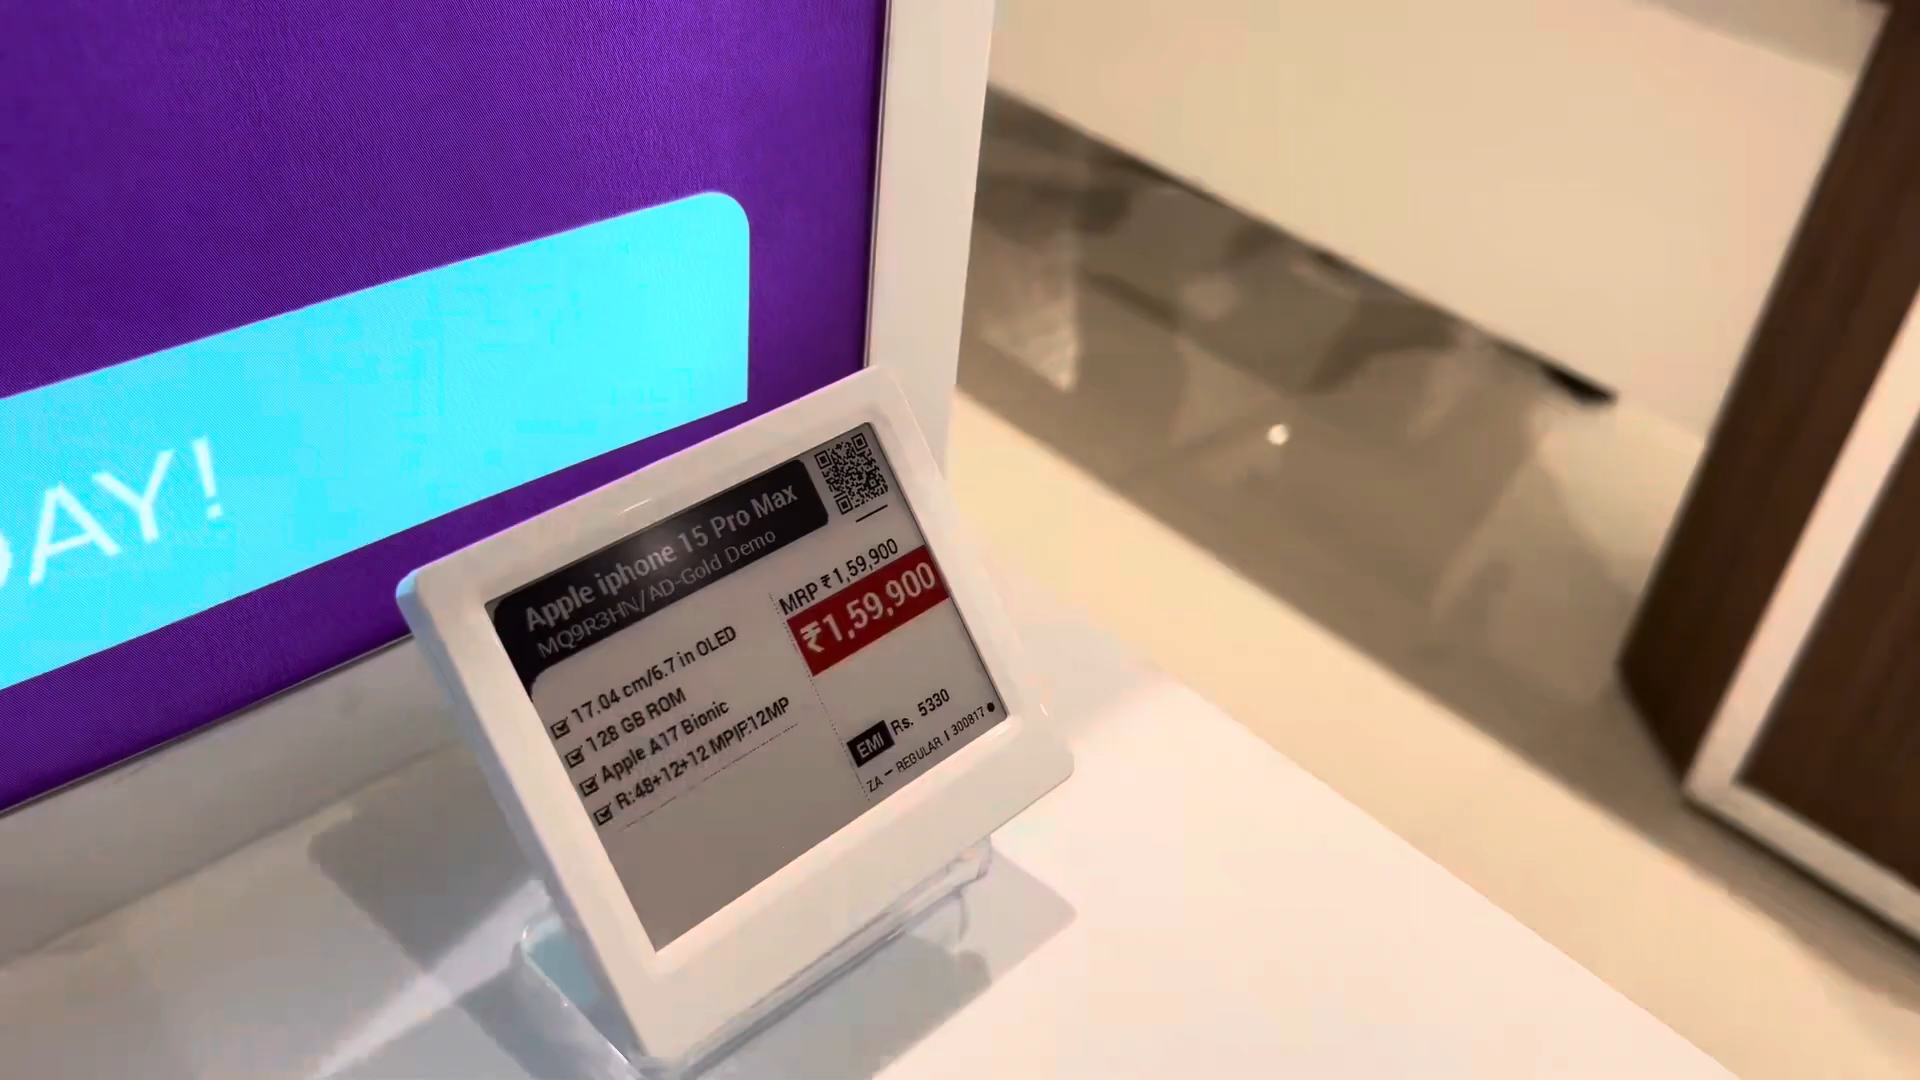 AY!
Apple iphone 15 Pro Max
MQ9R3HN/AD-Gold Demo
17.04 cm/6.7 in OLED
128 GB ROM
Apple A17 Bionic
R:48+12+12 MP|F:12MP
MRP ₹ 1,59,900
₹1,59,900
EMI Rs. 5330
ZA – REGULAR I 300817